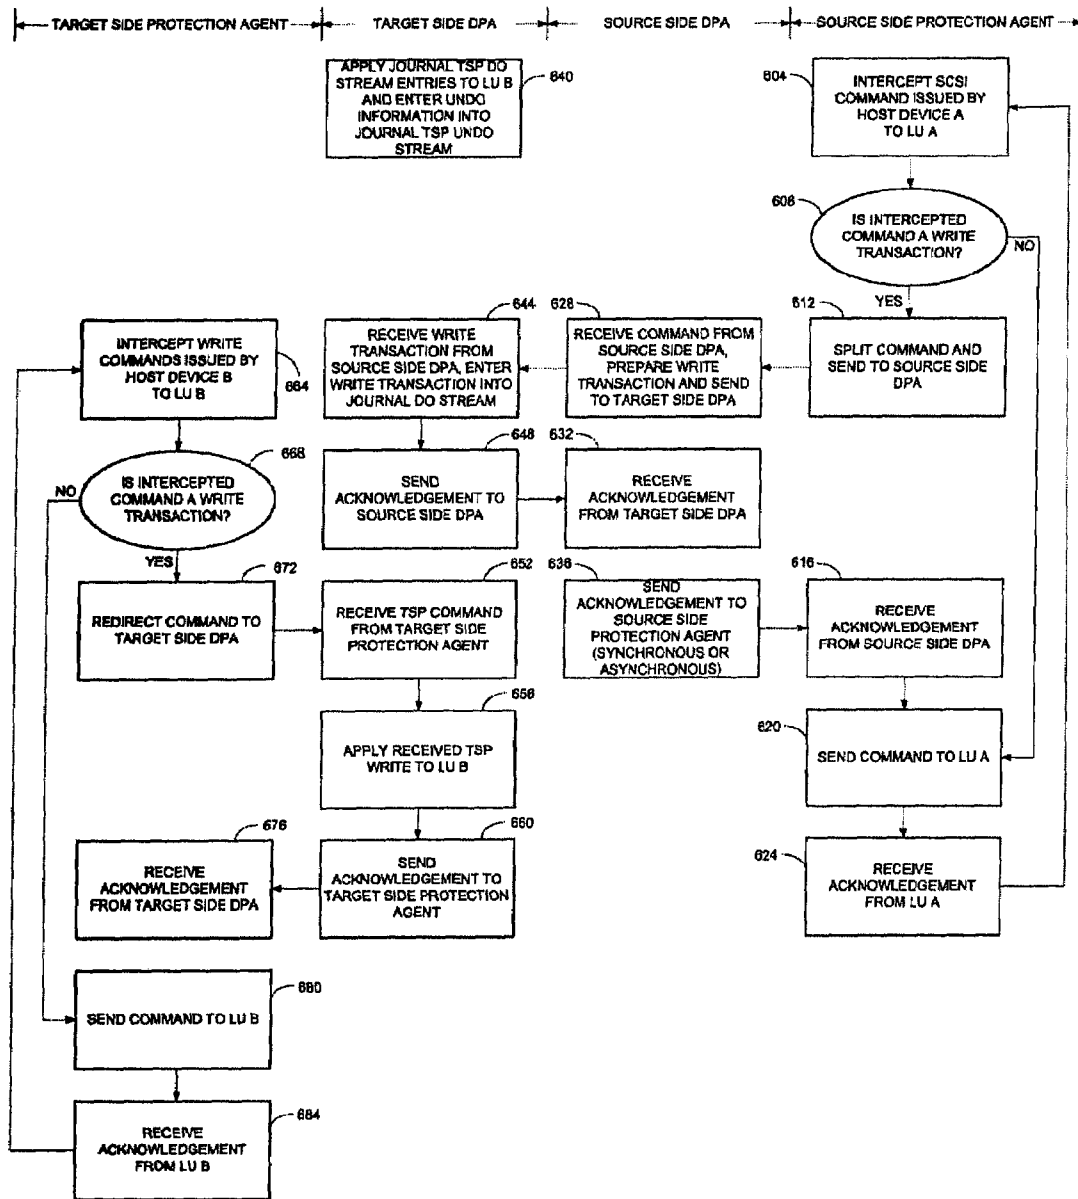 TARGET SIDE PROTECTION AGENT
TARGET SIDE DPA
SOURCE SIDE DPA
SOURCE SIDE PROTECTION AGENT
APPLY JOURNAL TSP DO
STREAM ENTRIES TO LU B
AND ENTER UNDO
INFORMATION INTO
JOURNAL TSP UNDO
STREAM
640
604
INTERCEPT SCSI
COMMAND ISSUED BY
HOST DEVICE A
TO LU A
608
IS INTERCEPTED
COMMAND A WRITE
TRANSACTION?
NO
YES
612
SPLIT COMMAND AND
SEND TO SOURCE SIDE
DPA
628
RECEIVE COMMAND FROM
SOURCE SIDE DPA,
PREPARE WRITE
TRANSACTION AND SEND
TO TARGET SIDE DPA
644
RECEIVE WRITE
TRANSACTION FROM
SOURCE SIDE DPA, ENTER
WRITE TRANSACTION INTO
JOURNAL DO STREAM
INTERCEPT WRITE
COMMANDS ISSUED BY
HOST DEVICE B
TO LU B
664
648
SEND
ACKNOWLEDGEMENT TO
SOURCE SIDE DPA
632
RECEIVE
ACKNOWLEDGEMENT
FROM TARGET SIDE DPA
668
IS INTERCEPTED
COMMAND A WRITE
TRANSACTION?
NO
YES
672
REDIRECT COMMAND TO
TARGET SIDE DPA
652
RECEIVE TSP COMMAND
FROM TARGET SIDE
PROTECTION AGENT
636
SEND
ACKNOWLEDGEMENT TO
SOURCE SIDE
PROTECTION AGENT
(SYNCHRONOUS OR
ASYNCHRONOUS)
616
RECEIVE
ACKNOWLEDGEMENT
FROM SOURCE SIDE DPA
656
APPLY RECEIVED TSP
WRITE TO LU B
620
SEND COMMAND TO LU A
676
RECEIVE
ACKNOWLEDGEMENT
FROM TARGET SIDE DPA
660
SEND
ACKNOWLEDGEMENT TO
TARGET SIDE PROTECTION
AGENT
624
RECEIVE
ACKNOWLEDGEMENT
FROM LU A
680
SEND COMMAND TO LU B
684
RECEIVE
ACKNOWLEDGEMENT
FROM LU B